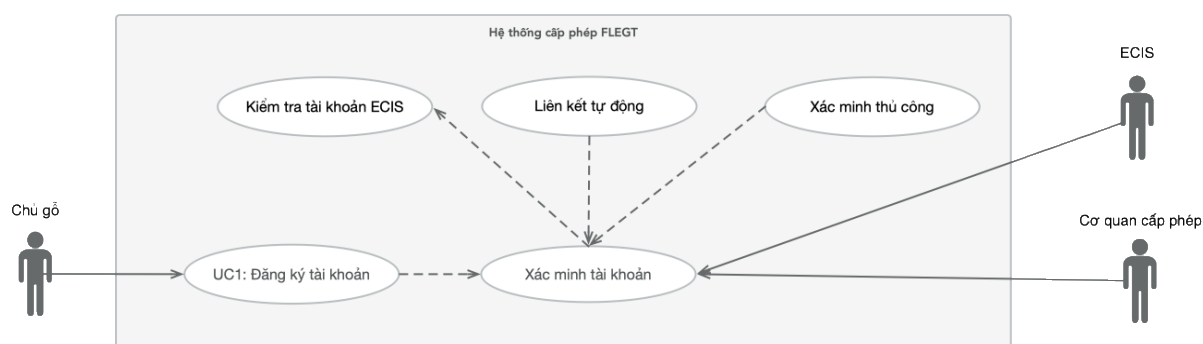 Hệ thống cấp phép FLEGT
ECIS
Kiểm tra tài khoản ECIS
Liên kết tự động
Xác minh thủ công
Chủ gỗ
Cơ quan cấp phép
UC1: Đăng ký tài khoản
Xác minh tài khoản